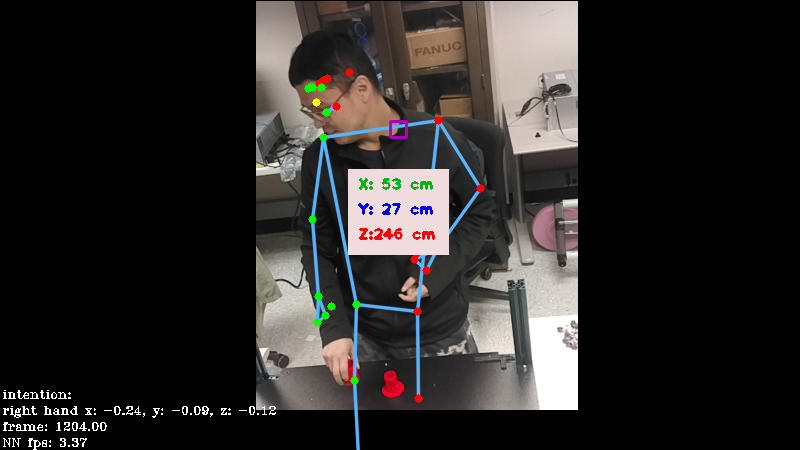 FANUC
X: 53 cm
Y: 27 cm
Z:246 cm
intention:
right hand x: -0.24, y: -0.09, z: -0.12
frame: 1204.00
NN fps: 3.37